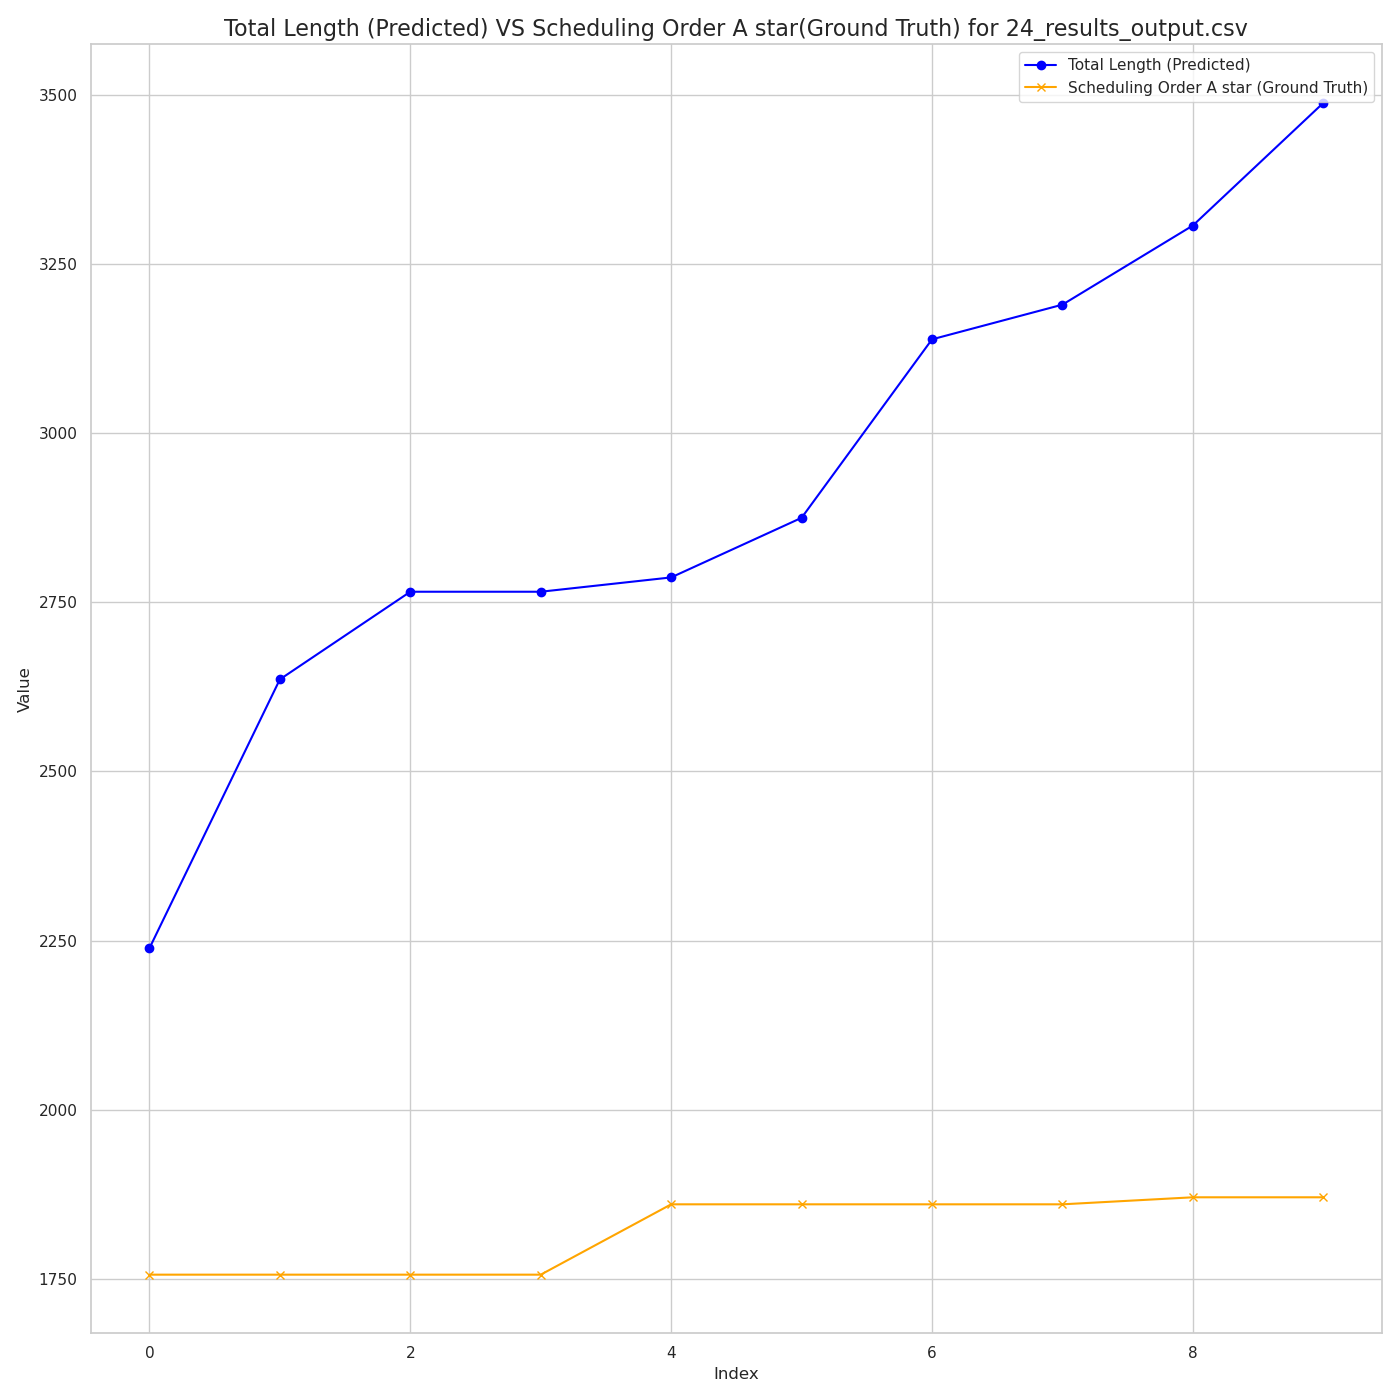 Total Length (Predicted) VS Scheduling Order A star(Ground Truth) for 24_results_output.csv
Total Length (Predicted)
Scheduling Order A star (Ground Truth)
3500
3250
3000
2750
2500
2250
2000
1750
Value
0 2 4 6 8
Index